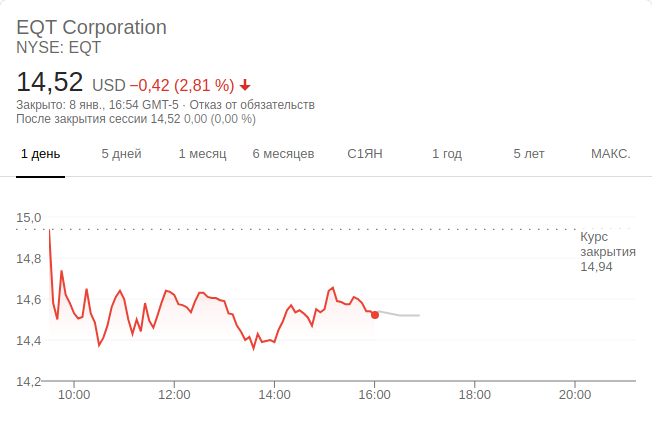 EQT Corporation
NYSE: EQT
14,52 USD −0,42 (2,81 %)
Закрыто: 8 янв., 16:54 GMT-5 · Отказ от обязательств
После закрытия сессии 14,52 0,00 (0,00 %)
1 день 5 дней 1 месяц 6 месяцев С1ЯН 1 год 5 лет МАКС.
15,0
Курс
закрытия
14,94
14,8
14,6
14,4
14,2
10:00 12:00 14:00 16:00 18:00 20:00